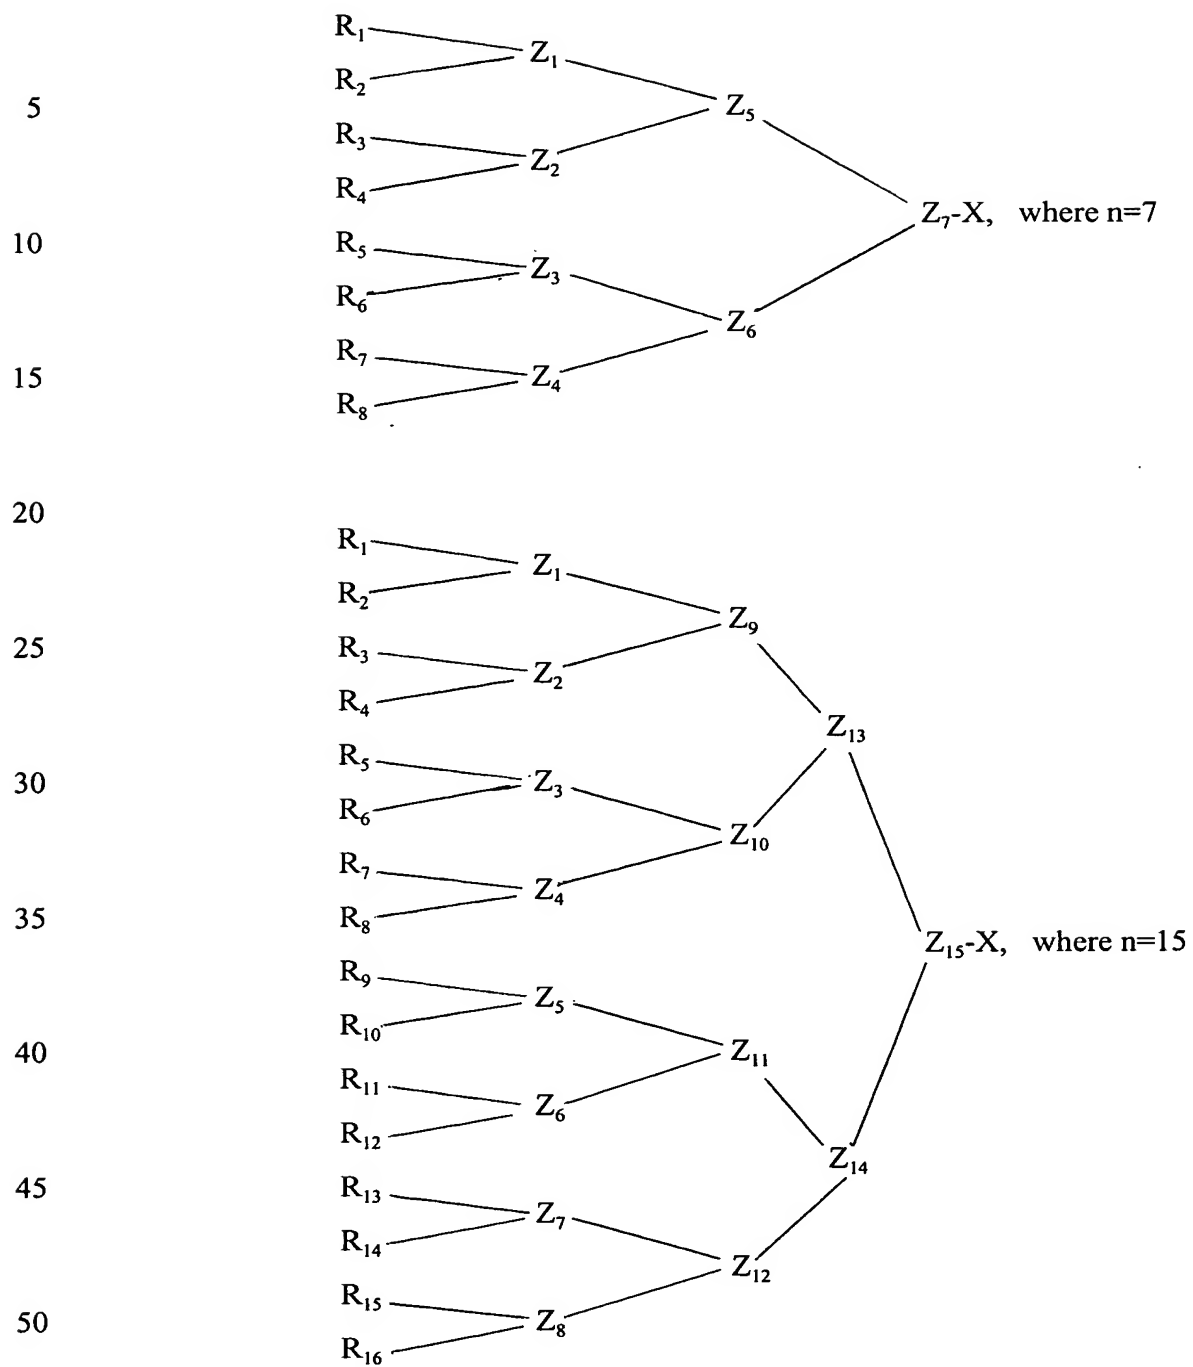 R₁
Z₁
R₂
5
Z₅
R₃
Z₂
R₄
Z₇-X, where n=7
10
R₅
Z₃
R₆
Z₆
R₇
15
Z₄
R₈
20
R₁
Z₁
R₂
Z₉
25
R₃
Z₂
R₄
Z₁₃
R₅
30
Z₃
R₆
Z₁₀
R₇
Z₄
35
R₈
Z₁₅-X, where n=15
R₉
Z₅
R₁₀
40
Z₁₁
R₁₁
Z₆
R₁₂
Z₁₄
45
R₁₃
Z₇
R₁₄
Z₁₂
R₁₅
50
Z₈
R₁₆